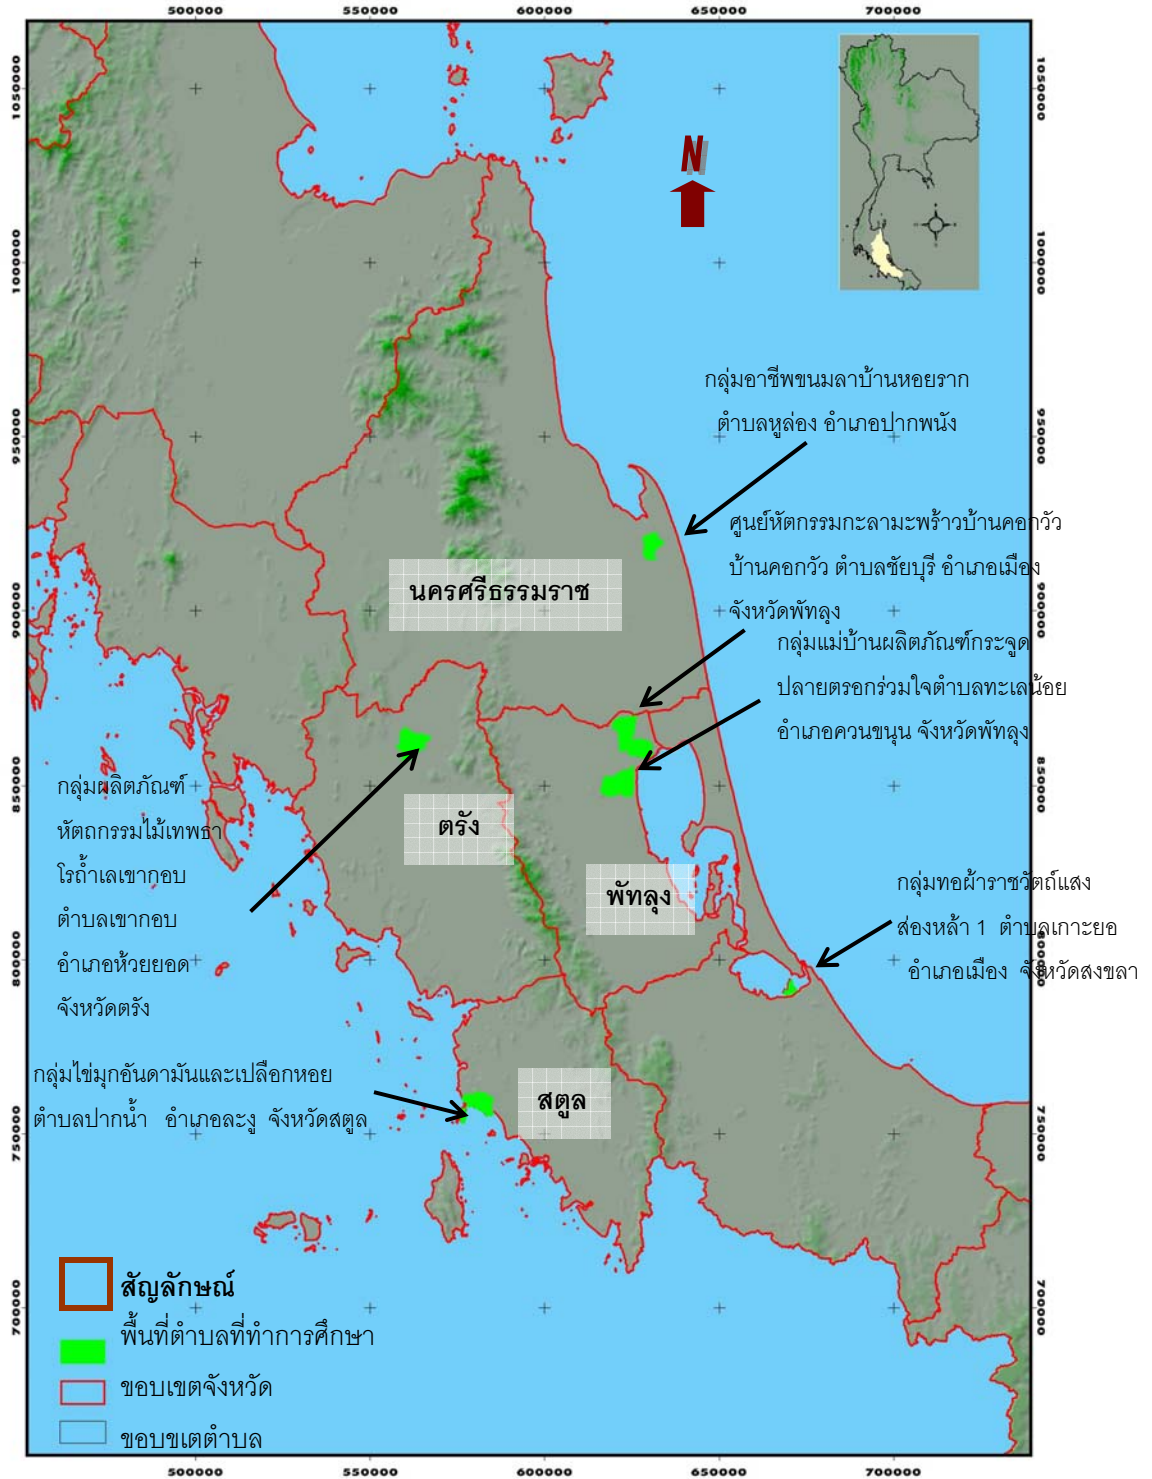 500000 550000 600000 650000 700000
1050000
1000000
950000
900000
850000
800000
750000
700000
1050000
1000000
950000
900000
850000
800000
750000
700000
N
กลุ่มอาชีพขนมลาบ้านหอยราก
ตำบลหูล่อง อำเภอปากพนัง
ศูนย์หัตกรรมกะลามะพร้าวบ้านคอกวัว
บ้านคอกวัว ตำบลชัยบุรี อำเภอเมือง
จังหวัดพัทลุง
กลุ่มแม่บ้านผลิตภัณฑ์กระจูด
ปลายตรอกร่วมใจตำบลทะเลน้อย
อำเภอควนขนุน จังหวัดพัทลุง
นครศรีธรรมราช
ตรัง
พัทลุง
สตูล
กลุ่มผลิตภัณฑ์
หัตถกรรมไม้เทพธา
โรถ้ำเลเขากอบ
ตำบลเขากอบ
อำเภอห้วยยอด
จังหวัดตรัง
กลุ่มทอผ้าราชวัตถ์แสง
ส่องหล้า 1 ตำบลเกาะยอ
อำเภอเมือง จังหวัดสงขลา
กลุ่มไข่มุกอันดามันและเปลือกหอย
ตำบลปากน้ำ อำเภอละงู จังหวัดสตูล
สัญลักษณ์
พื้นที่ตำบลที่ทำการศึกษา
ขอบเขตจังหวัด
ขอบขเตตำบล
500000 550000 600000 650000 700000